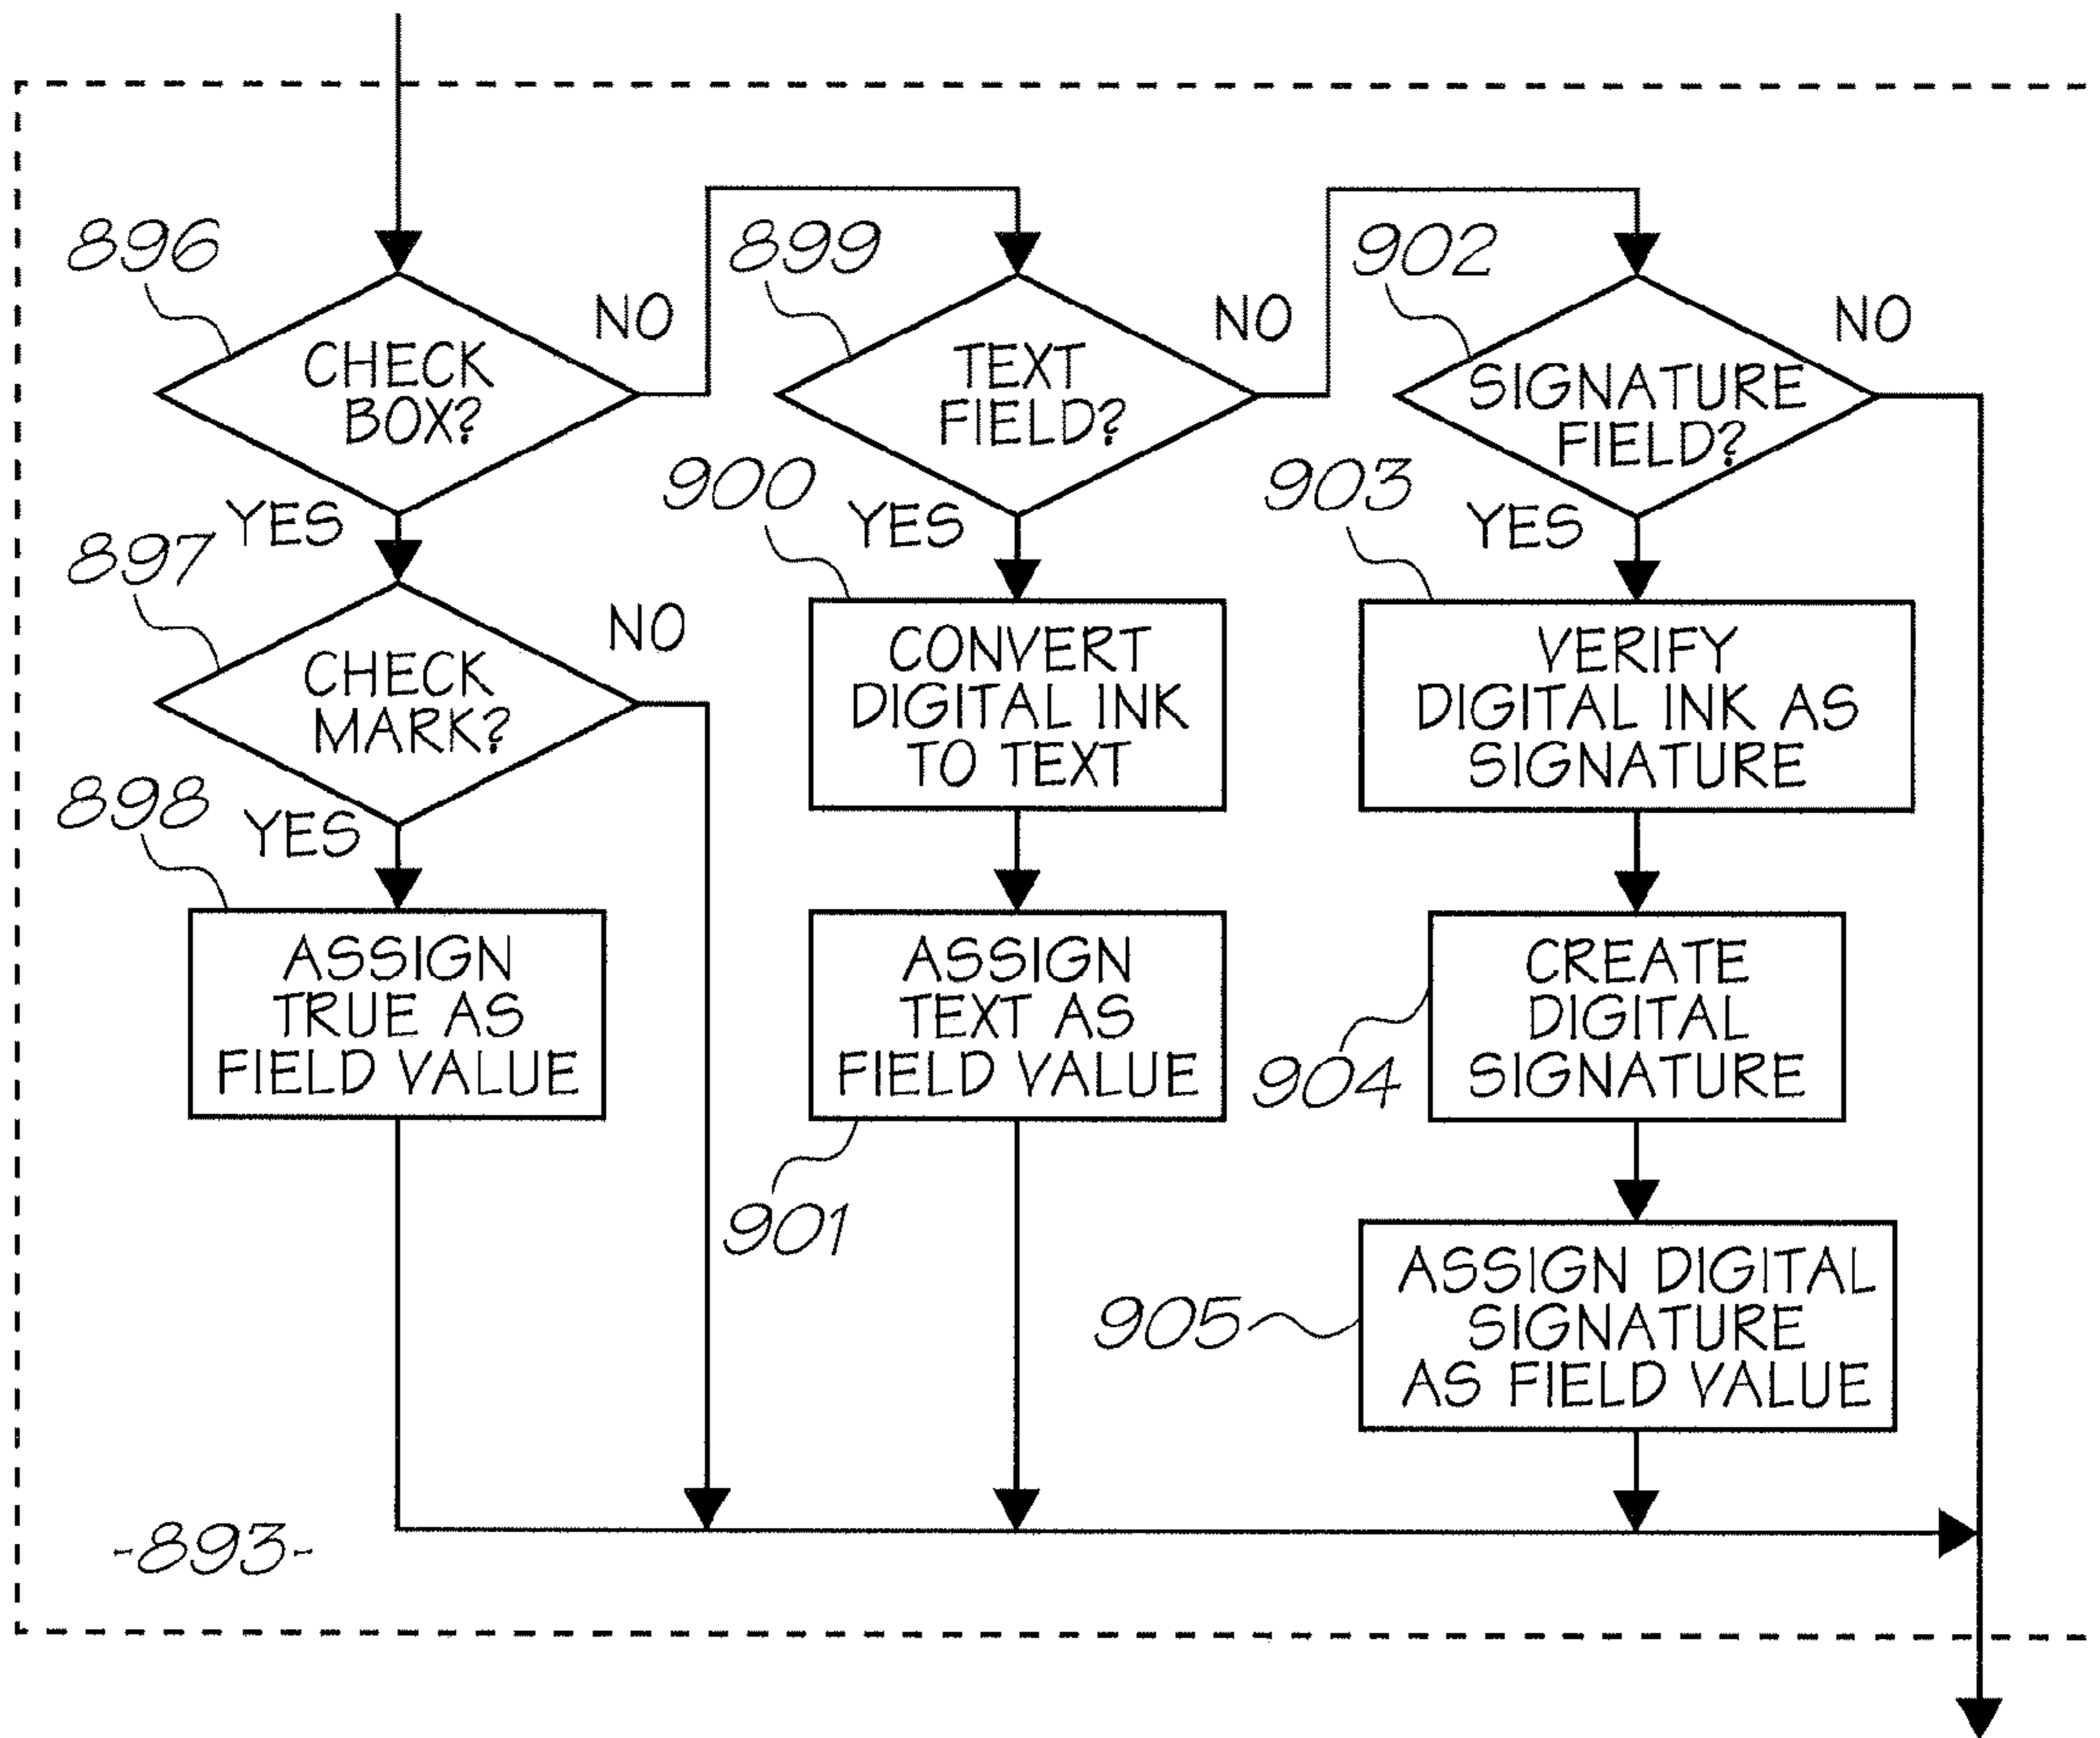 896
CHECK
BOX?
NO
YES
897
CHECK
MARK?
NO
YES
898
ASSIGN
TRUE AS
FIELD VALUE
899
TEXT
FIELD?
NO
YES
900
CONVERT
DIGITAL INK
TO TEXT
ASSIGN
TEXT AS
FIELD VALUE
901
902
SIGNATURE
FIELD?
NO
YES
903
VERIFY
DIGITAL INK AS
SIGNATURE
CREATE
DIGITAL
SIGNATURE
904
ASSIGN DIGITAL
SIGNATURE
AS FIELD VALUE
905
-893-